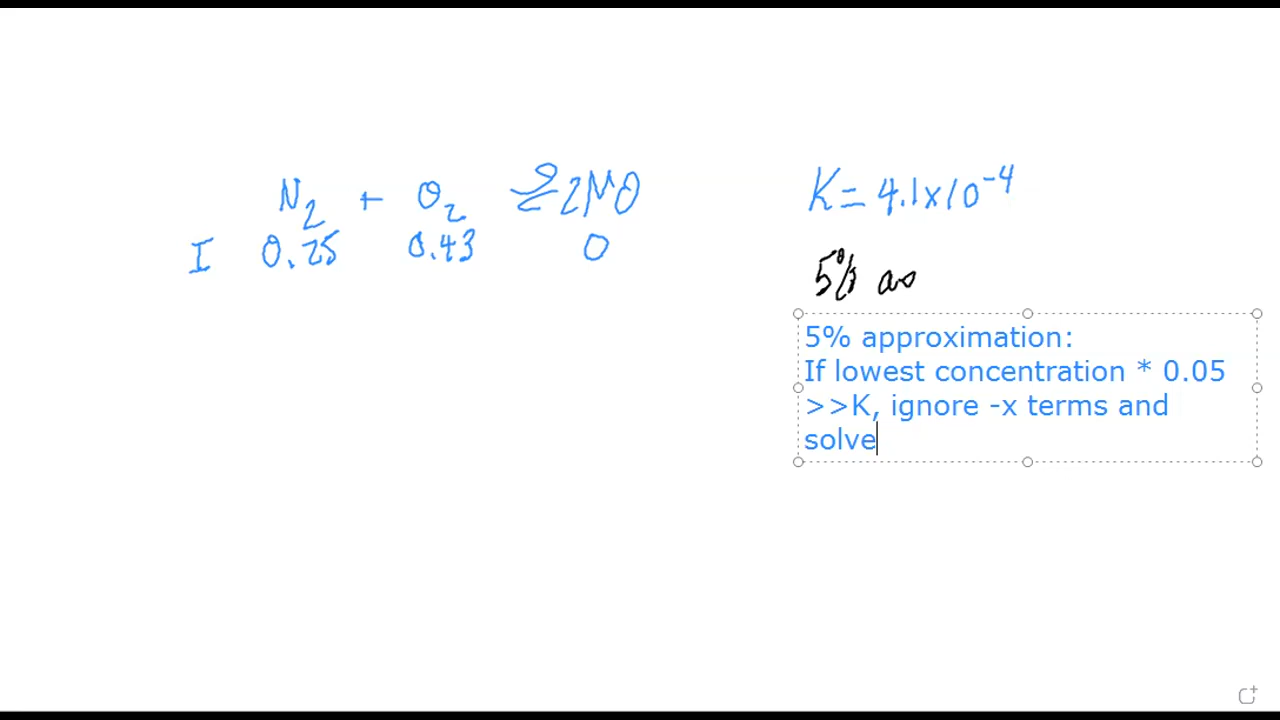 N₂ + O₂ ⇌ 2NO K = 4.1x10⁻⁴
I 0.25 0.43 0
5% as
5% approximation:
If lowest concentration * 0.05
>>K, ignore -x terms and
solve